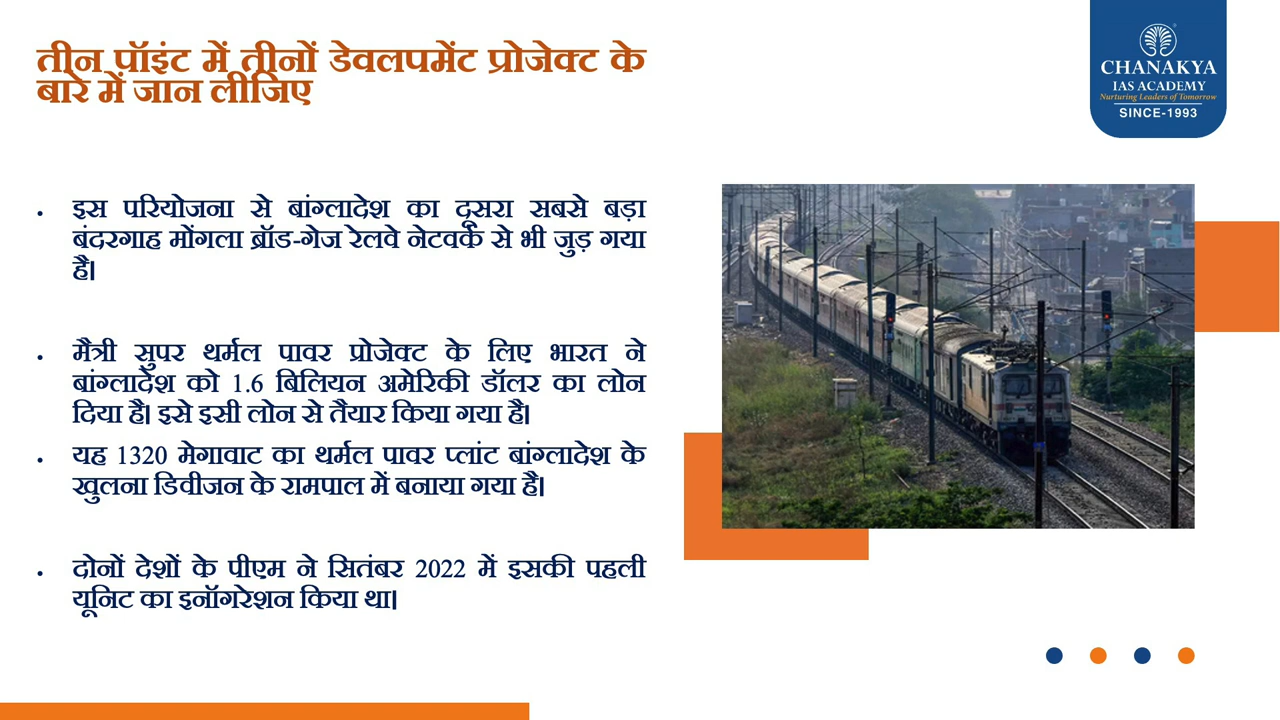 तीन पॉइंट में तीनों डेवलपमेंट प्रोजेक्ट के
बारे में जान लीजिए
CHANAKYA
IAS ACADEMY
Nurturing Leaders of Tomorrow
SINCE-1993
• इस परियोजना से बांग्लादेश का दूसरा सबसे बड़ा
बंदरगाह मोंगला ब्रॉड-गेज रेलवे नेटवर्क से भी जुड़ गया
है।
• मैत्री सुपर थर्मल पावर प्रोजेक्ट के लिए भारत ने
बांग्लादेश को 1.6 बिलियन अमेरिकी डॉलर का लोन
दिया है। इसे इसी लोन से तैयार किया गया है।
• यह 1320 मेगावाट का थर्मल पावर प्लांट बांग्लादेश के
खुलना डिवीजन के रामपाल में बनाया गया है।
• दोनों देशों के पीएम ने सितंबर 2022 में इसकी पहली
यूनिट का इनॉगरेशन किया था।